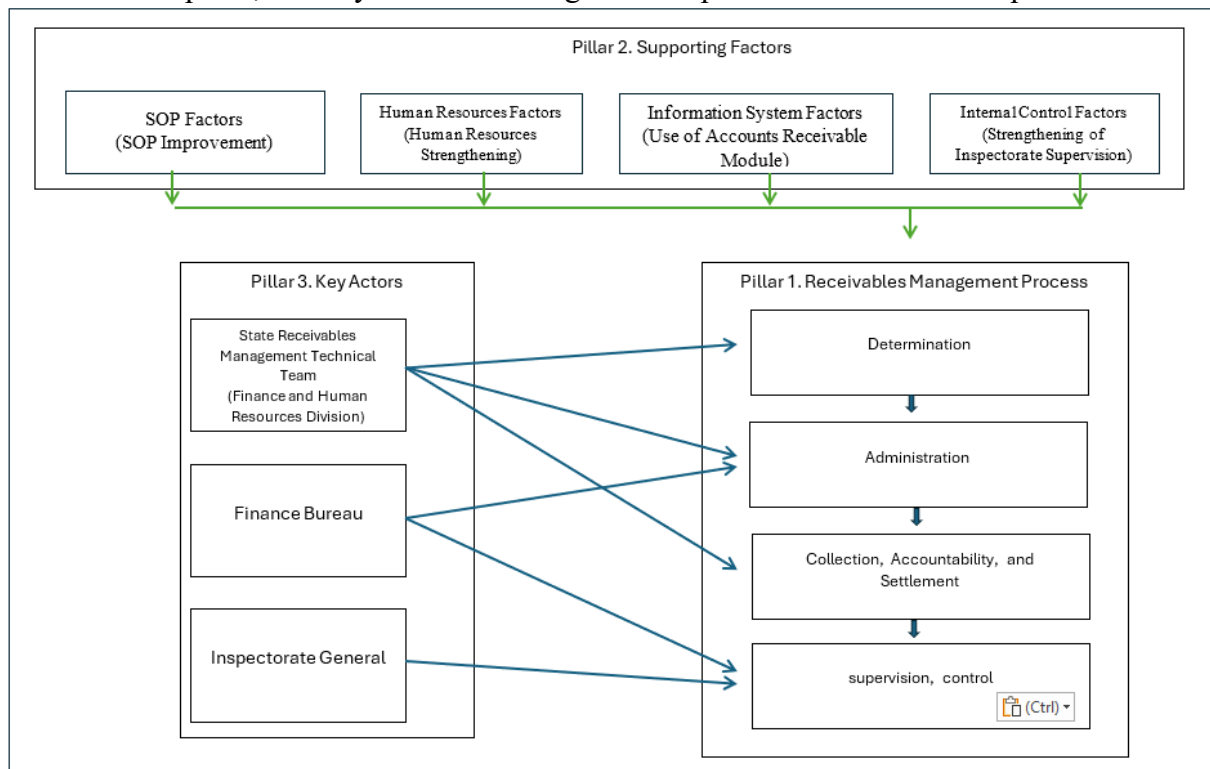 Pillar 2. Supporting Factors
SOP Factors
(SOP Improvement)
Human Resources Factors
(Human Resources
Strengthening)
Information System Factors
(Use of Accounts Receivable
Module)
Internal Control Factors
(Strengthening of
Inspectorate Supervision)
Pillar 3. Key Actors
State Receivables
Management Technical
Team
(Finance and Human
Resources Division)
Finance Bureau
Inspectorate General
Pillar 1. Receivables Management Process
Determination
Administration
Collection, Accountability, and
Settlement
supervision, control
(Ctrl)